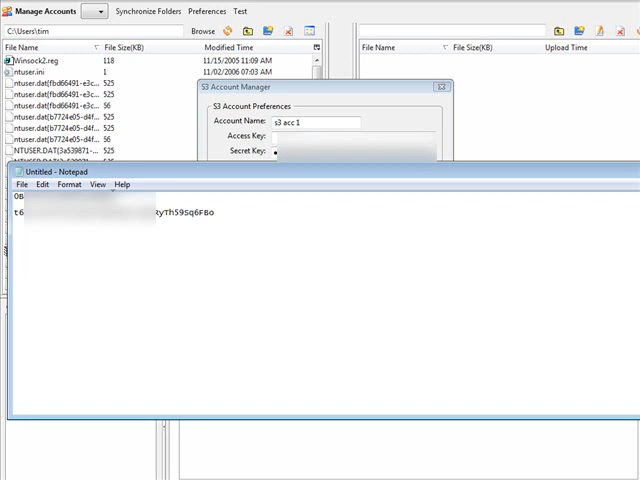 Manage Accounts Synchronize Folders Preferences Test
C:\Users\tim Browse
File Name File Size(KB) Modified Time File Name File Size(KB) Upload Time
Winsock2.reg 118 11/15/2005 11:09 AM
ntuser.ini 1 11/02/2006 07:03 AM
ntuser.dat{fbd66491-e3c... 525
ntuser.dat{fbd66491-e3c... 525
ntuser.dat{fbd66491-e3c... 56
ntuser.dat{b7724e05-d4f... 525
ntuser.dat{b7724e05-d4f... 525
ntuser.dat{b7724e05-d4f... 56
NTUSER.DAT{3a539871-... 525
S3 Account Manager
S3 Account Preferences
Account Name: s3 acc1
Access Key:
Secret Key:
Untitled - Notepad
File Edit Format View Help
0B
t6 RyTh59Sq6FBo